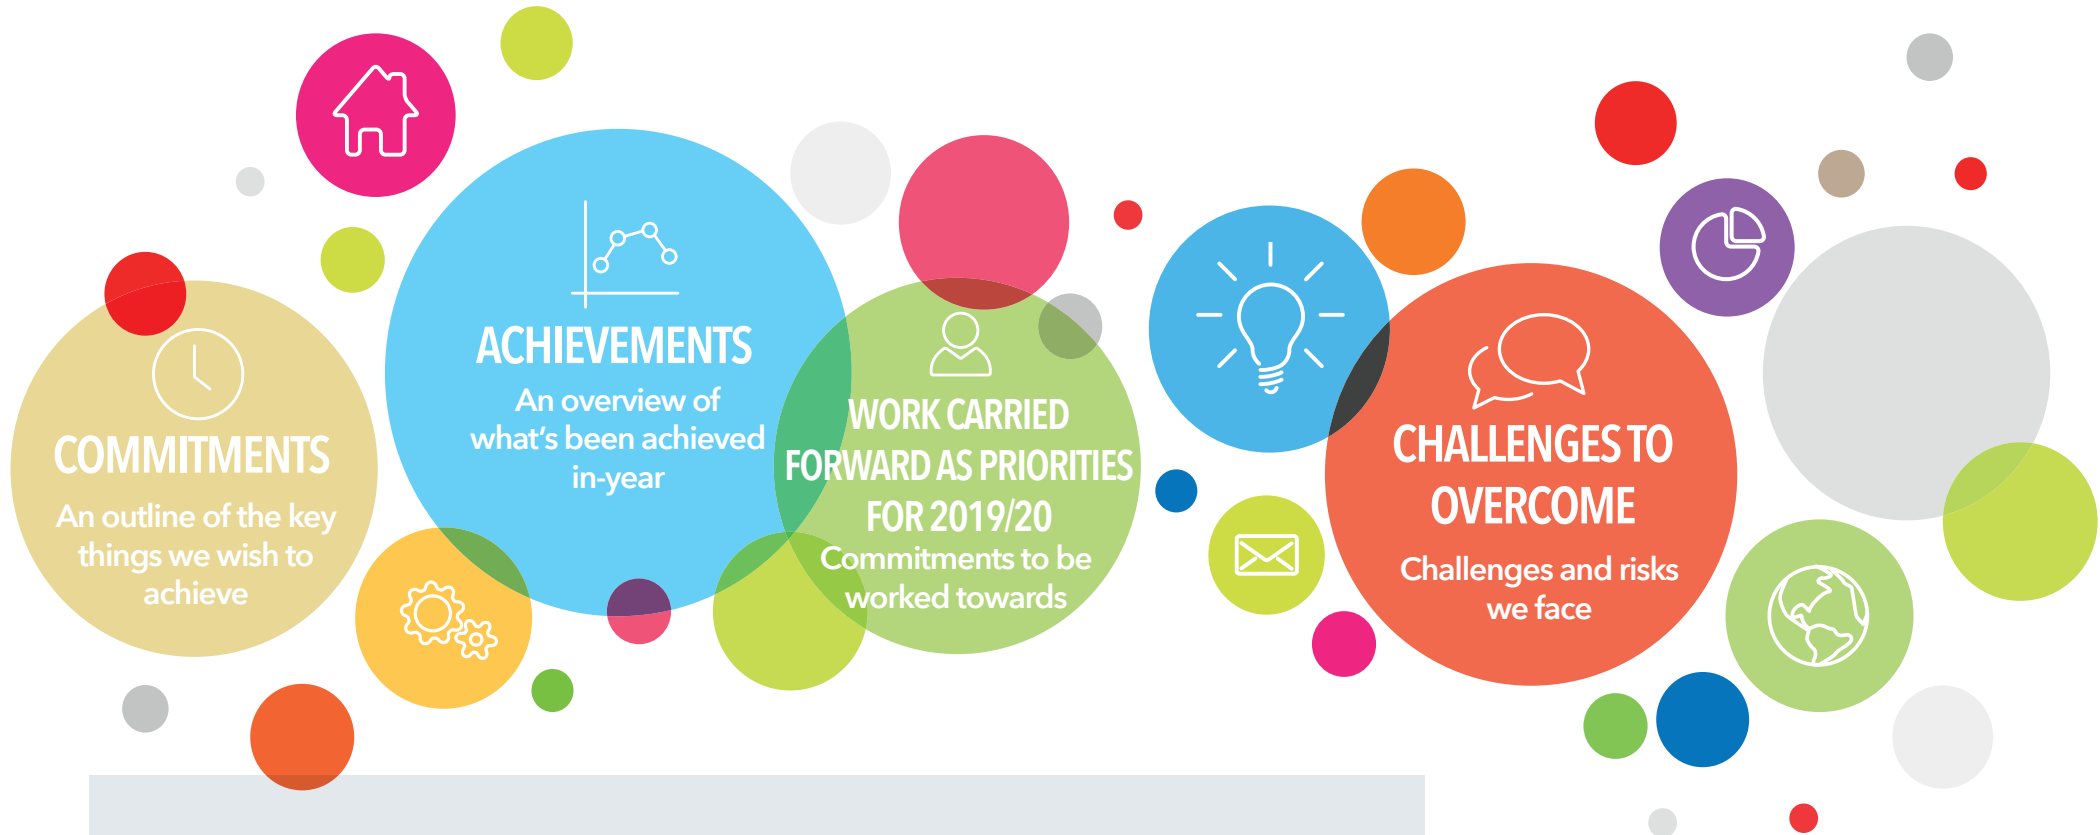 COMMITMENTS
An outline of the key
things we wish to
achieve
ACHIEVEMENTS
An overview of
what's been achieved
in-year
WORK CARRIED
FORWARD AS PRIORITIES
FOR 2019/20
Commitments to be
worked towards
CHALLENGES TO
OVERCOME
Challenges and risks
we face